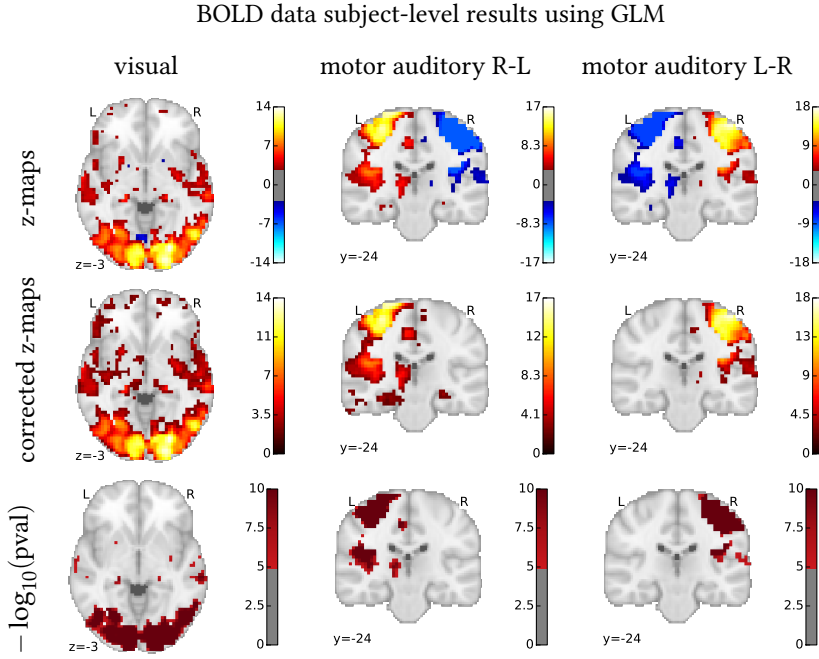 BOLD data subject-level results using GLM
visual
motor auditory R-L
motor auditory L-R
z-maps
L R
z=-3
14
7
0
-7
-14
L R
y=-24
17
8.3
0
-8.3
-17
L R
y=-24
18
9
0
-9
-18
corrected z-maps
L R
z=-3
14
11
7
3.5
0
L R
y=-24
17
12
8.3
4.1
0
L R
y=-24
18
13
9
4.5
0
− log10(pval)
L R
z=-3
10
7.5
5
2.5
0
L R
y=-24
10
7.5
5
2.5
0
L R
y=-24
10
7.5
5
2.5
0